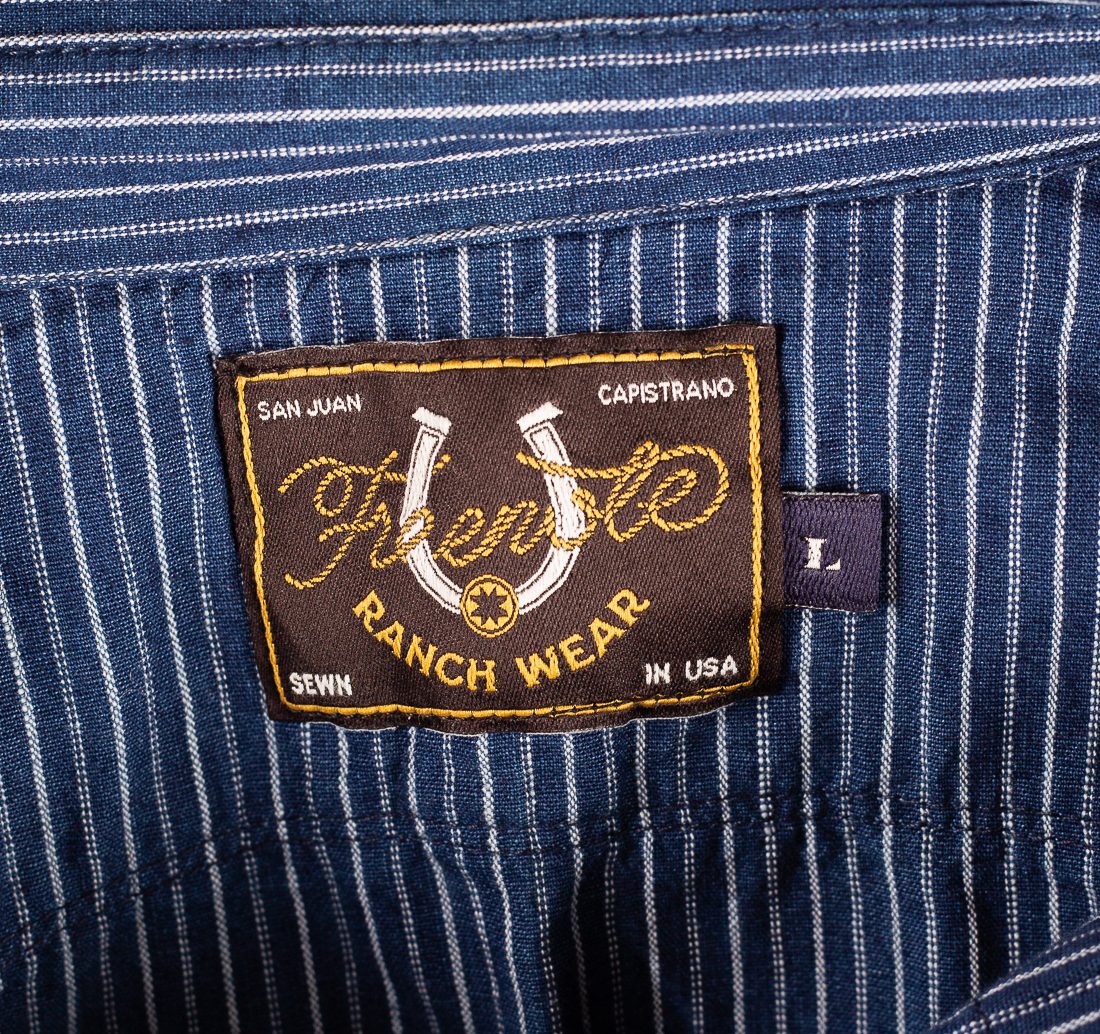 SAN JUAN CAPISTRANO
Freenote
RANCH WEAR
SEWN IN USA
L